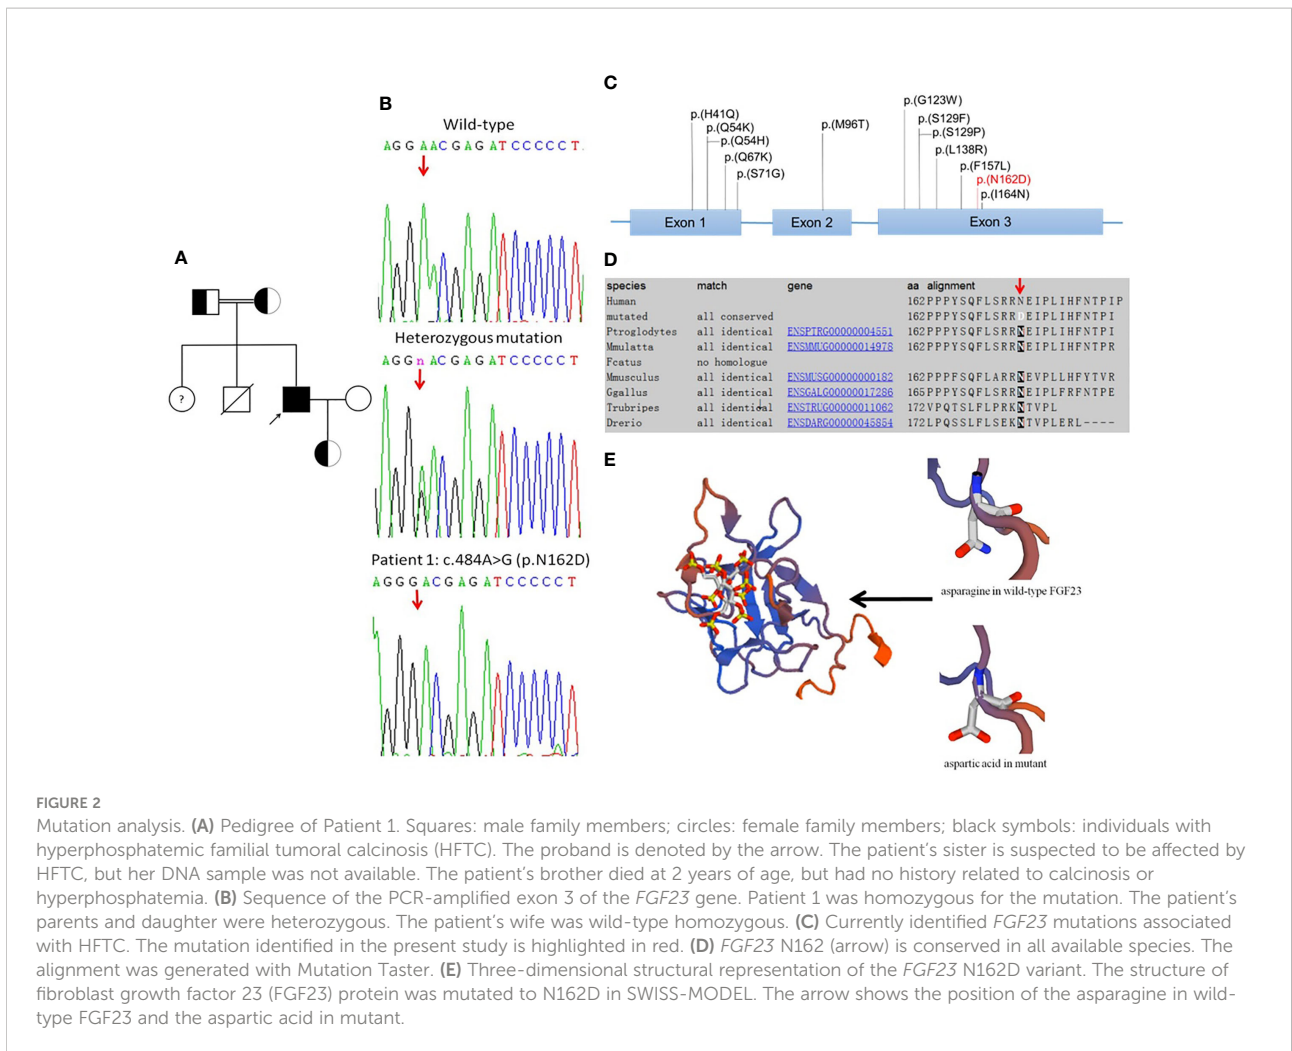 A
?
B
Wild-type
AGGAACGAGATCCCCCT
Heterozygous mutation
AGGnACGAGATCCCCCT
Patient 1: c.484A>G (p.N162D)
AGGGACGAGATCCCCCT
C
p.(H41Q)
p.(Q54K)
p.(Q54H)
p.(Q67K)
p.(S71G)
p.(M96T)
p.(G123W)
p.(S129F)
p.(S129P)
p.(L138R)
p.(F157L)
p.(N162D)
p.(I164N)
Exon 1 Exon 2 Exon 3
D
species match gene aa alignment
Human 162PPPYSQFLSRRNEIPLIHFNTPIP
mutated all conserved 162PPPYSQFLSRRDEIPLIHFNTPI
Ptroglodytes all identical ENSPTRG00000004551 162PPPYSQFLSRRNEIPLIHFNTPI
Mmulatta all identical ENSMMUG00000014978 162PPPYSQFLSRRNEIPLIHFNTPR
Fcatus no homologue
Mmusculus all identical ENSMUSG00000000182 162PPPFSQFLARRNEVPLLHFYTVR
Ggallus all identical ENSGALG00000017286 165PPPYSQFLSRRNEIPLFRFNTPE
Trubripes all identical ENSTRUG00000011062 172VPQTSLFLPRKNTVPL
Drerio all identical ENSDARG00000045854 172LPQSSLFLSEKNTVPLERL----
E
asparagine in wild-type FGF23
aspartic acid in mutant
FIGURE 2
Mutation analysis. (A) Pedigree of Patient 1. Squares: male family members; circles: female family members; black symbols: individuals with
hyperphosphatemic familial tumoral calcinosis (HFTC). The proband is denoted by the arrow. The patient's sister is suspected to be affected by
HFTC, but her DNA sample was not available. The patient's brother died at 2 years of age, but had no history related to calcinosis or
hyperphosphatemia. (B) Sequence of the PCR-amplified exon 3 of the FGF23 gene. Patient 1 was homozygous for the mutation. The patient's
parents and daughter were heterozygous. The patient's wife was wild-type homozygous. (C) Currently identified FGF23 mutations associated
with HFTC. The mutation identified in the present study is highlighted in red. (D) FGF23 N162 (arrow) is conserved in all available species. The
alignment was generated with Mutation Taster. (E) Three-dimensional structural representation of the FGF23 N162D variant. The structure of
fibroblast growth factor 23 (FGF23) protein was mutated to N162D in SWISS-MODEL. The arrow shows the position of the asparagine in wild-
type FGF23 and the aspartic acid in mutant.